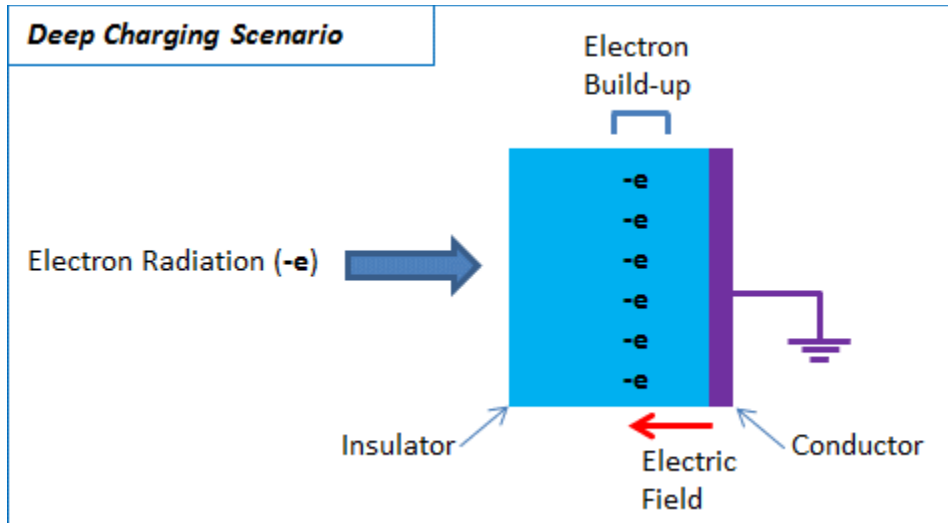 Deep Charging Scenario
Electron
Build-up
-e
-e
Electron Radiation (-e)
-e
-e
-e
-e
Insulator
Electric
Field
Conductor